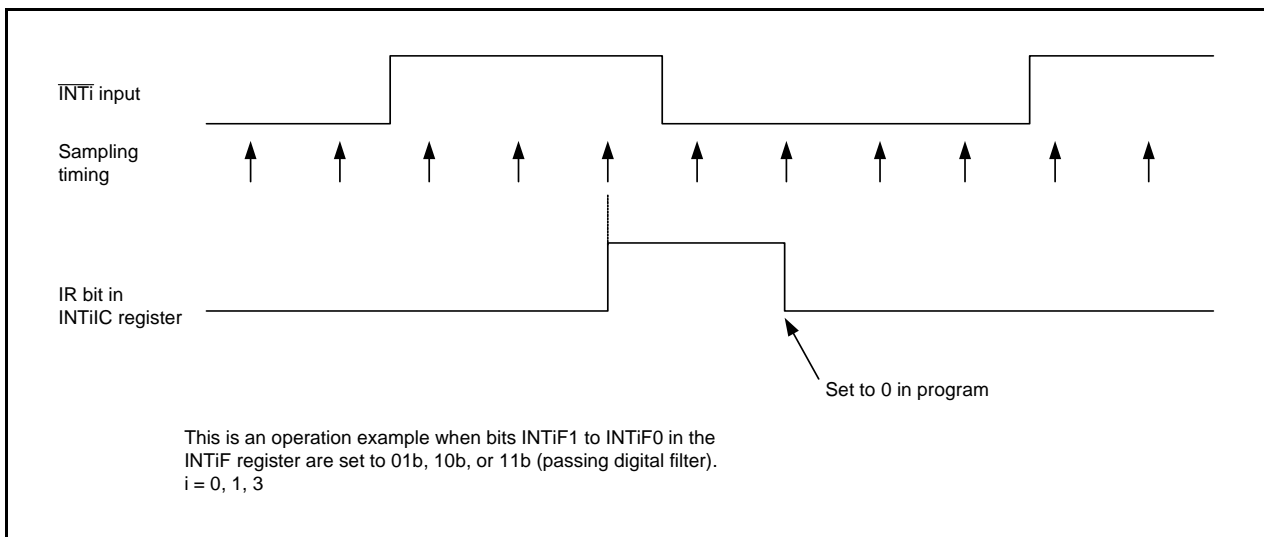 INTi input
Sampling
timing
IR bit in
INTiIC register
Set to 0 in program
This is an operation example when bits INTiF1 to INTiF0 in the
INTiF register are set to 01b, 10b, or 11b (passing digital filter).
i = 0, 1, 3